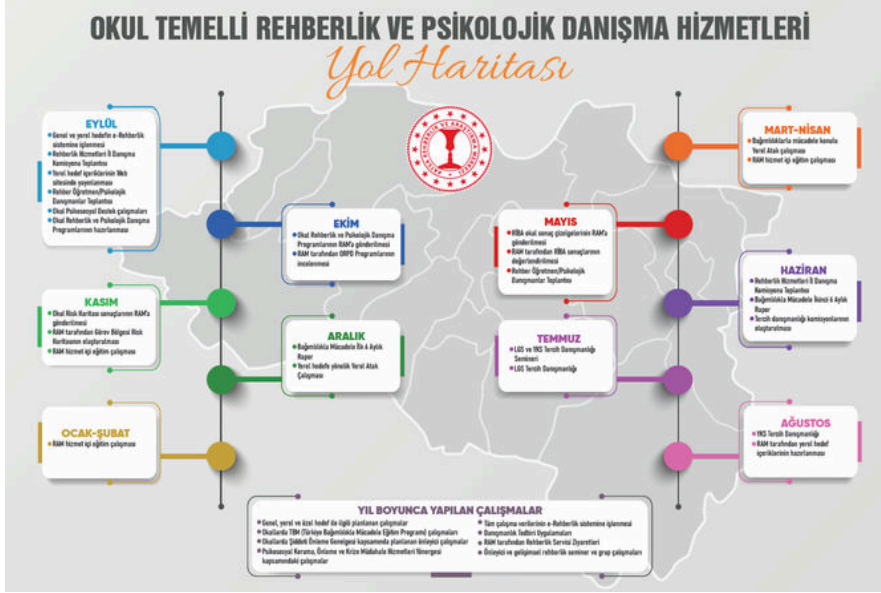 OKUL TEMELLİ REHBERLİK VE PSİKOLOJİK DANIŞMA HİZMETLERİ
Yol Haritası
EYLÜL
Genel ve yerel hedefin e-Rehberlik
sistemine işlenmesi
Rehberlik Hizmetleri İl Danışma
Komisyonu Toplantısı
Yerel hedef içeriklerinin Web
sitesinde yayınlanması
Rehber Öğretmen/Psikolojik
Danışmanlar Toplantısı
Okul Psikososyal Destek çalışmaları
Okul Rehberlik ve Psikolojik Danışma
Programlarının hazırlanması
EKİM
Okul Rehberlik ve Psikolojik Danışma
Programlarının RAM'a gönderilmesi
RAM tarafından ORPD Programlarının
incelenmesi
KASIM
Okul Risk Haritası sonuçlarının RAM'a
gönderilmesi
RAM tarafından Görev Bölgesi Risk
Haritasının oluşturulması
RAM hizmet içi eğitim çalışması
ARALIK
Bağımlılıkla Mücadele İlk 6 Aylık
Rapor
Yerel hedefe yönelik Yerel Atak
Çalışması
OCAK-ŞUBAT
RAM hizmet içi eğitim çalışması
MART-NİSAN
Bağımlılıklarla mücadele konulu
Yerel Atak çalışması
RAM hizmet içi eğitim çalışması
MAYIS
RİBA okul sonuç çizelgelerinin RAM'a
gönderilmesi
RAM tarafından RİBA sonuçlarının
değerlendirilmesi
Rehber Öğretmen/Psikolojik
Danışmanlar Toplantısı
HAZİRAN
Rehberlik Hizmetleri İl Danışma
Komisyonu Toplantısı
Bağımlılıkla Mücadele İkinci 6 Aylık
Rapor
Tercih danışmanlığı komisyonlarının
oluşturulması
TEMMUZ
LGS ve YKS Tercih Danışmanlığı
Semineri
LGS Tercih Danışmanlığı
AĞUSTOS
YKS Tercih Danışmanlığı
RAM tarafından yerel hedef
içeriklerinin hazırlanması
YIL BOYUNCA YAPILAN ÇALIŞMALAR
Genel, yerel ve özel hedef ile ilgili planlanan çalışmalar
Okullarda TBM (Türkiye Bağımlılıkla Mücadele Eğitim Programı) çalışmaları
Okullarda Şiddeti Önleme Genelgesi kapsamında planlanan önleyici çalışmalar
Psikososyal Koruma, Önleme ve Krize Müdahale Hizmetleri Yönergesi
kapsamındaki çalışmalar
Tüm çalışma verilerinin e-Rehberlik sistemine işlenmesi
Danışmanlık Tedbiri Uygulamaları
RAM tarafından Rehberlik Servisi Ziyaretleri
Önleyici ve gelişimsel rehberlik seminer ve grup çalışmaları